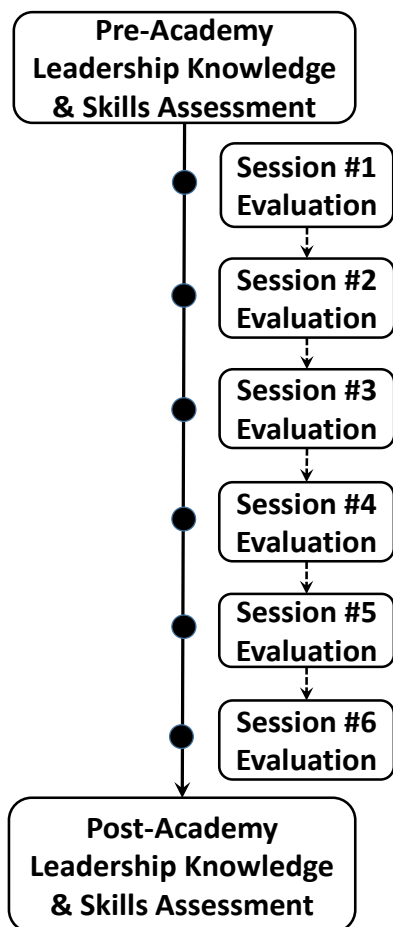 Pre-Academy
Leadership Knowledge
& Skills Assessment
Session #1
Evaluation
Session #2
Evaluation
Session #3
Evaluation
Session #4
Evaluation
Session #5
Evaluation
Session #6
Evaluation
Post-Academy
Leadership Knowledge
& Skills Assessment